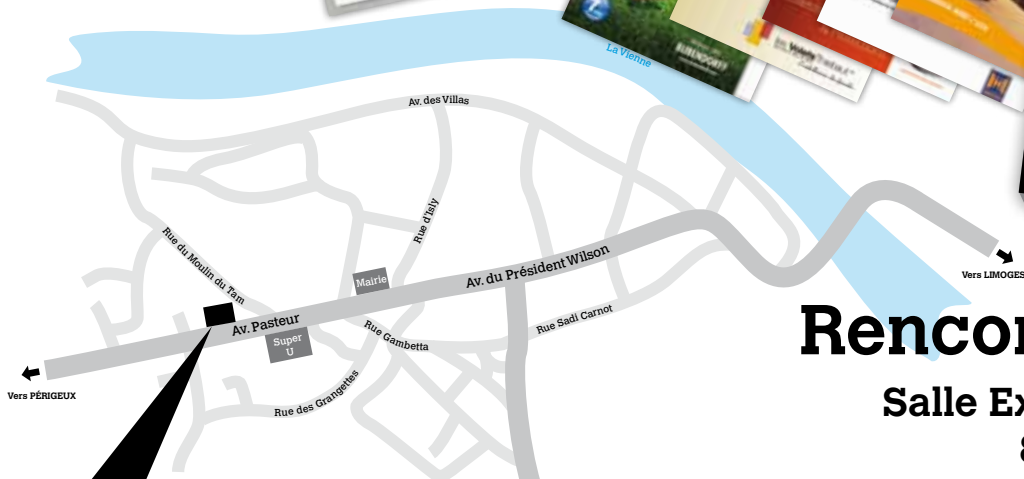 La Vienne
Av. des Villas
Rue d'Isly
Rue du Moulin du Tam
Mairie
Av. du Président Wilson
Vers LIMOGES
Av. Pasteur
Super
U
Rue Gambetta
Rue Sadi Carnot
Vers PÉRIGEUX
Rue des Grangettes
Rencon
Salle Ex